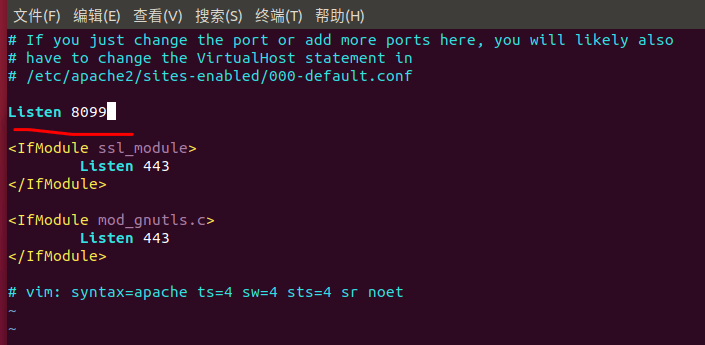 文件(F) 编辑(E) 查看(V) 搜索(S) 终端(T) 帮助(H)
# If you just change the port or add more ports here, you will likely also
# have to change the VirtualHost statement in
# /etc/apache2/sites-enabled/000-default.conf
Listen 8099
<IfModule ssl_module>
        Listen 443
</IfModule>
<IfModule mod_gnutls.c>
        Listen 443
</IfModule>
# vim: syntax=apache ts=4 sw=4 sts=4 sr noet
~
~